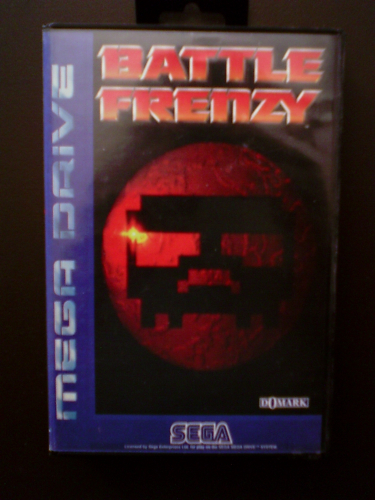 BATTLE
FRENZY
MEGA DRIVE
DOMARK
SEGA